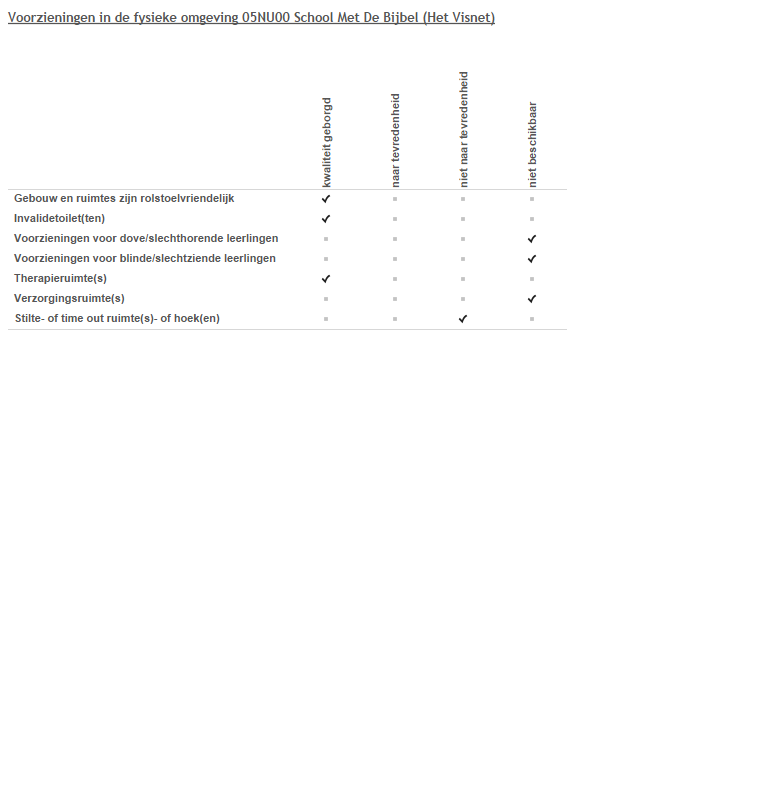 Voorzieningen in de fysieke omgeving 05NU00 School Met De Bijbel (Het Visnet)
kwaliteit geborgd
naar tevredenheid
niet naar tevredenheid
niet beschikbaar
Gebouw en ruimtes zijn rolstoelvriendelijk
Invalidetoilet(ten)
Voorzieningen voor dove/slechthorende leerlingen
Voorzieningen voor blinde/slechtziende leerlingen
Therapieruimte(s)
Verzorgingsruimte(s)
Stilte- of time out ruimte(s)- of hoek(en)